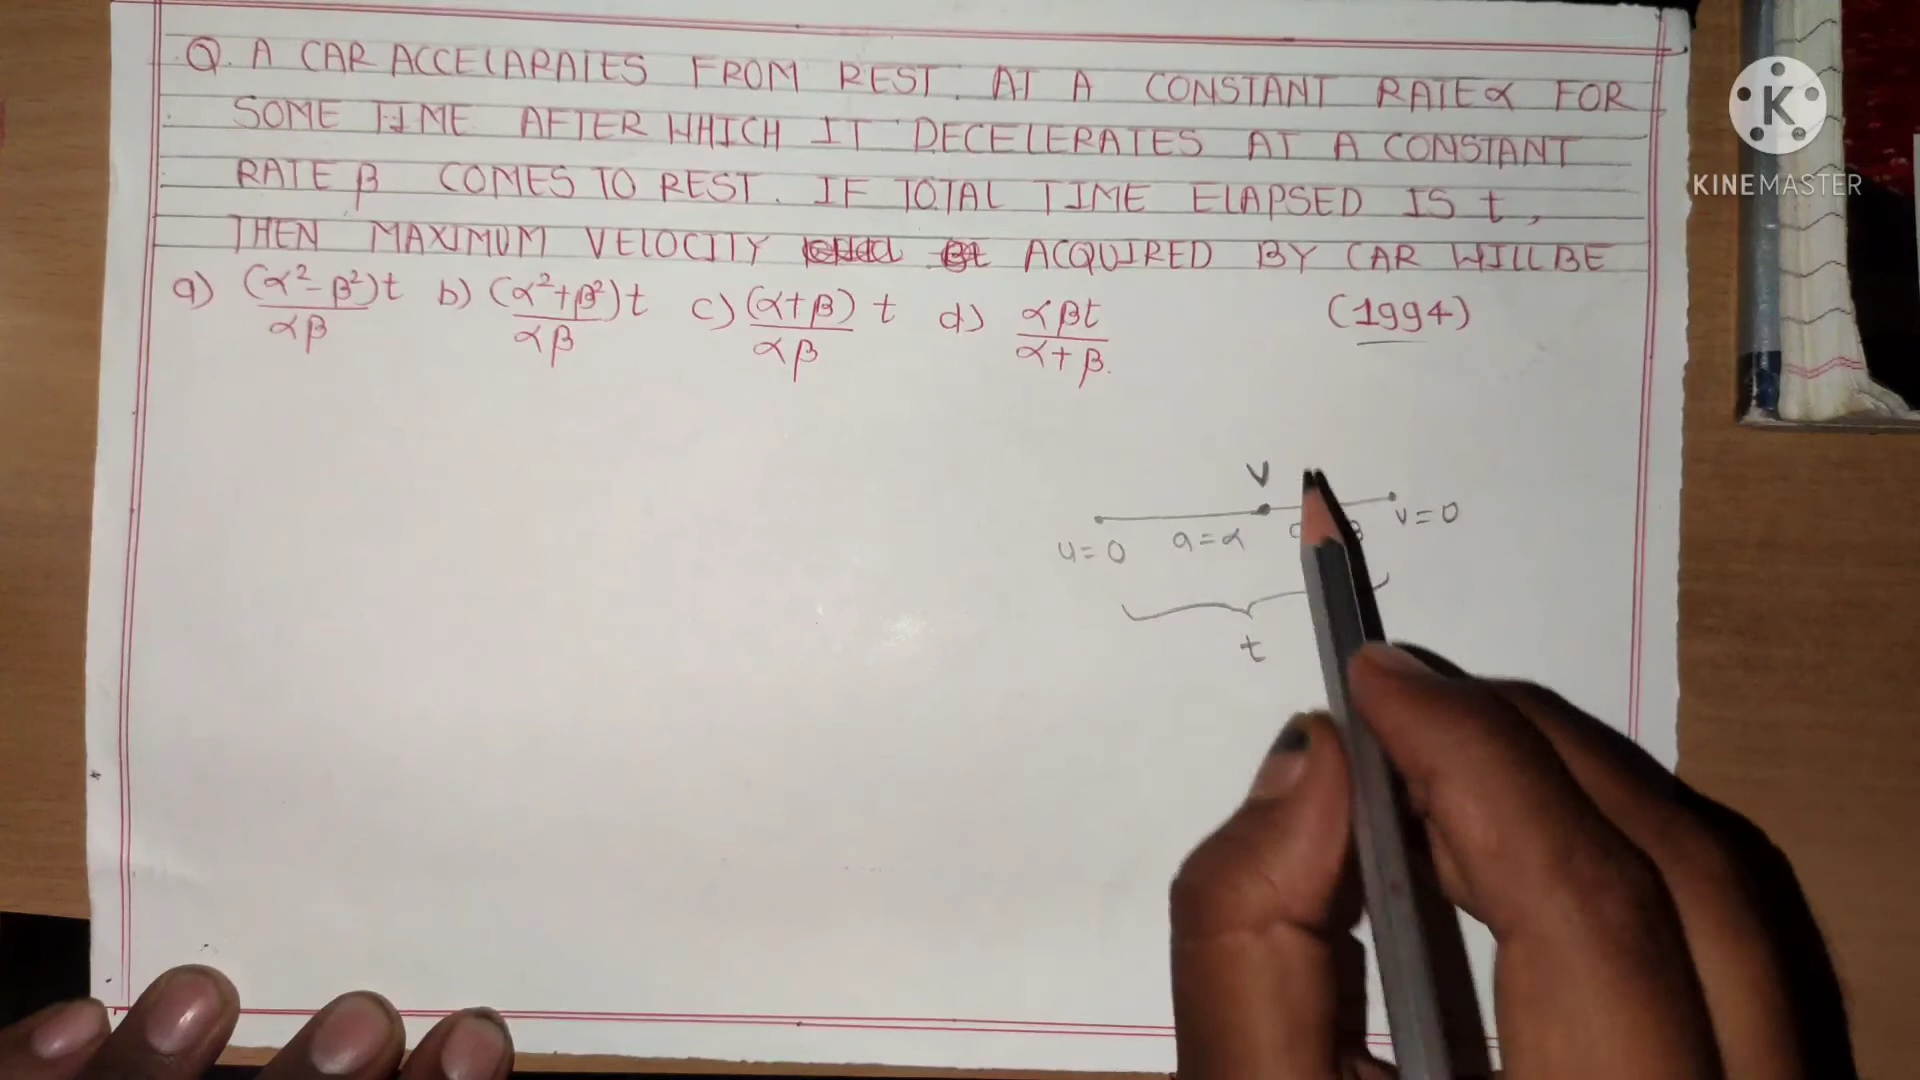 Q. A CAR ACCELARATES FROM REST. AT A CONSTANT RATE α FOR
SOME TIME AFTER WHICH IT DECELERATES AT A CONSTANT
RATE β COMES TO REST. IF TOTAL TIME ELAPSED IS t,
THEN MAXIMUM VELOCITY ACQUIRED BY CAR WILL BE
a) (α²-β²)t/αβ b) (α²+β²)t/αβ c) (α+β)/αβ t d) αβt/α+β. (1994)
V
u=0 a=α v=0
t
K
KINEMASTER